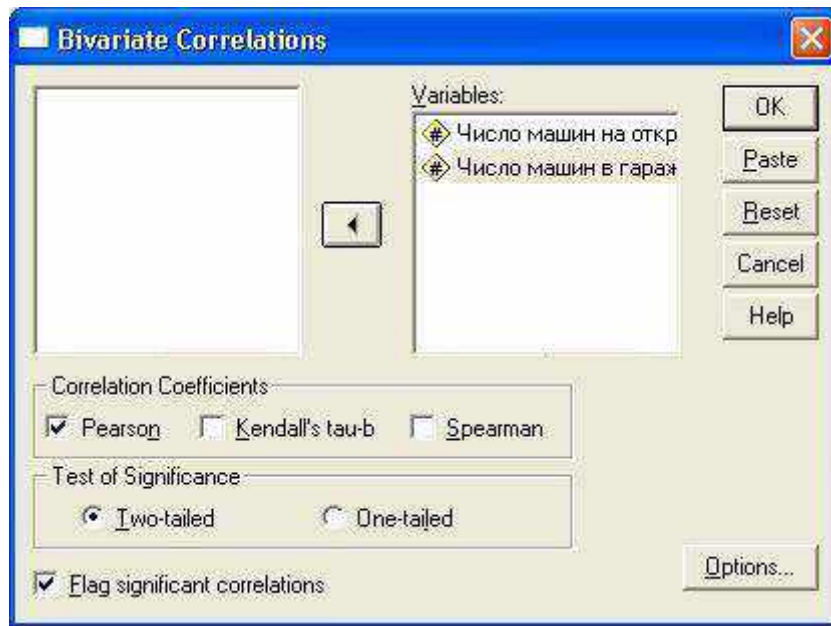 Bivariate Correlations
Variables:
Число машин на откр
Число машин в гараж
OK
Paste
Reset
Cancel
Help
Correlation Coefficients
Pearson Kendall's tau-b Spearman
Test of Significance
Two-tailed One-tailed
Flag significant correlations
Options...